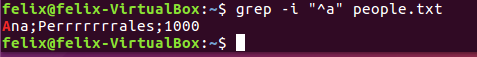 felix@felix-VirtualBox:~$ grep -i "^a" people.txt
Ana;Perrrrrrrales;1000
felix@felix-VirtualBox:~$